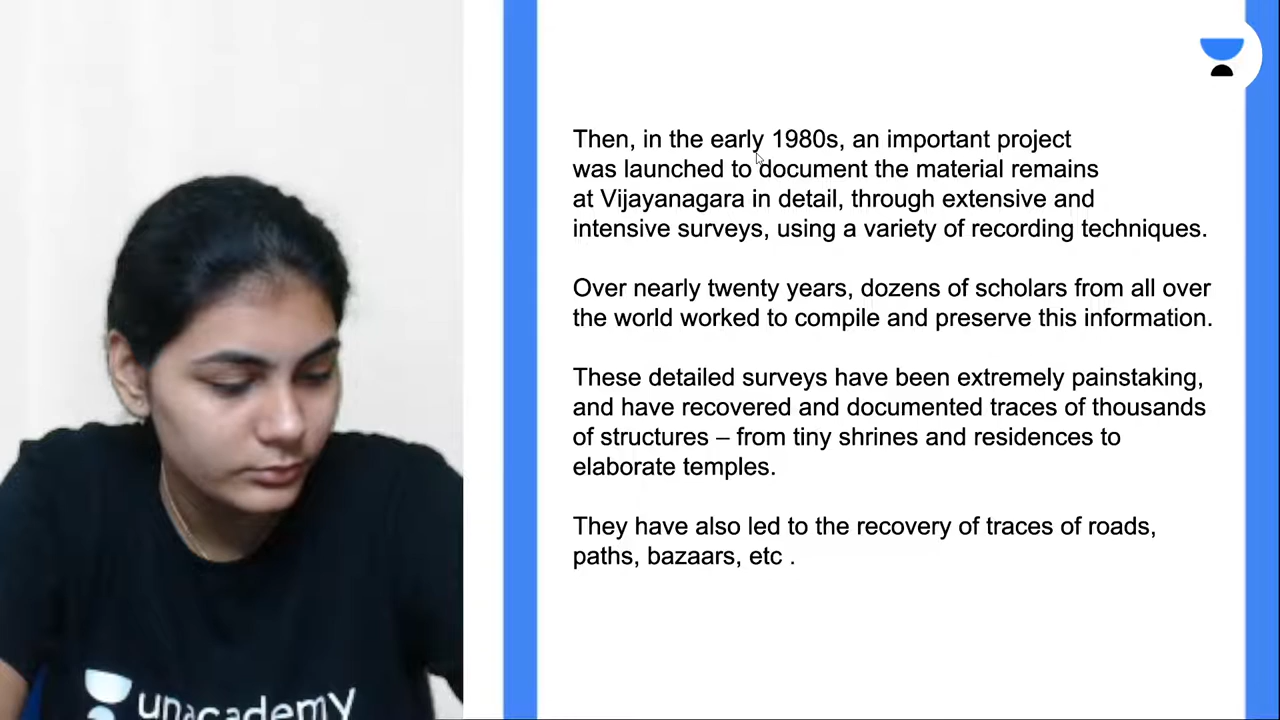 Then, in the early 1980s, an important project
was launched to document the material remains
at Vijayanagara in detail, through extensive and
intensive surveys, using a variety of recording techniques.
Over nearly twenty years, dozens of scholars from all over
the world worked to compile and preserve this information.
These detailed surveys have been extremely painstaking,
and have recovered and documented traces of thousands
of structures – from tiny shrines and residences to
elaborate temples.
They have also led to the recovery of traces of roads,
paths, bazaars, etc .
unacademy